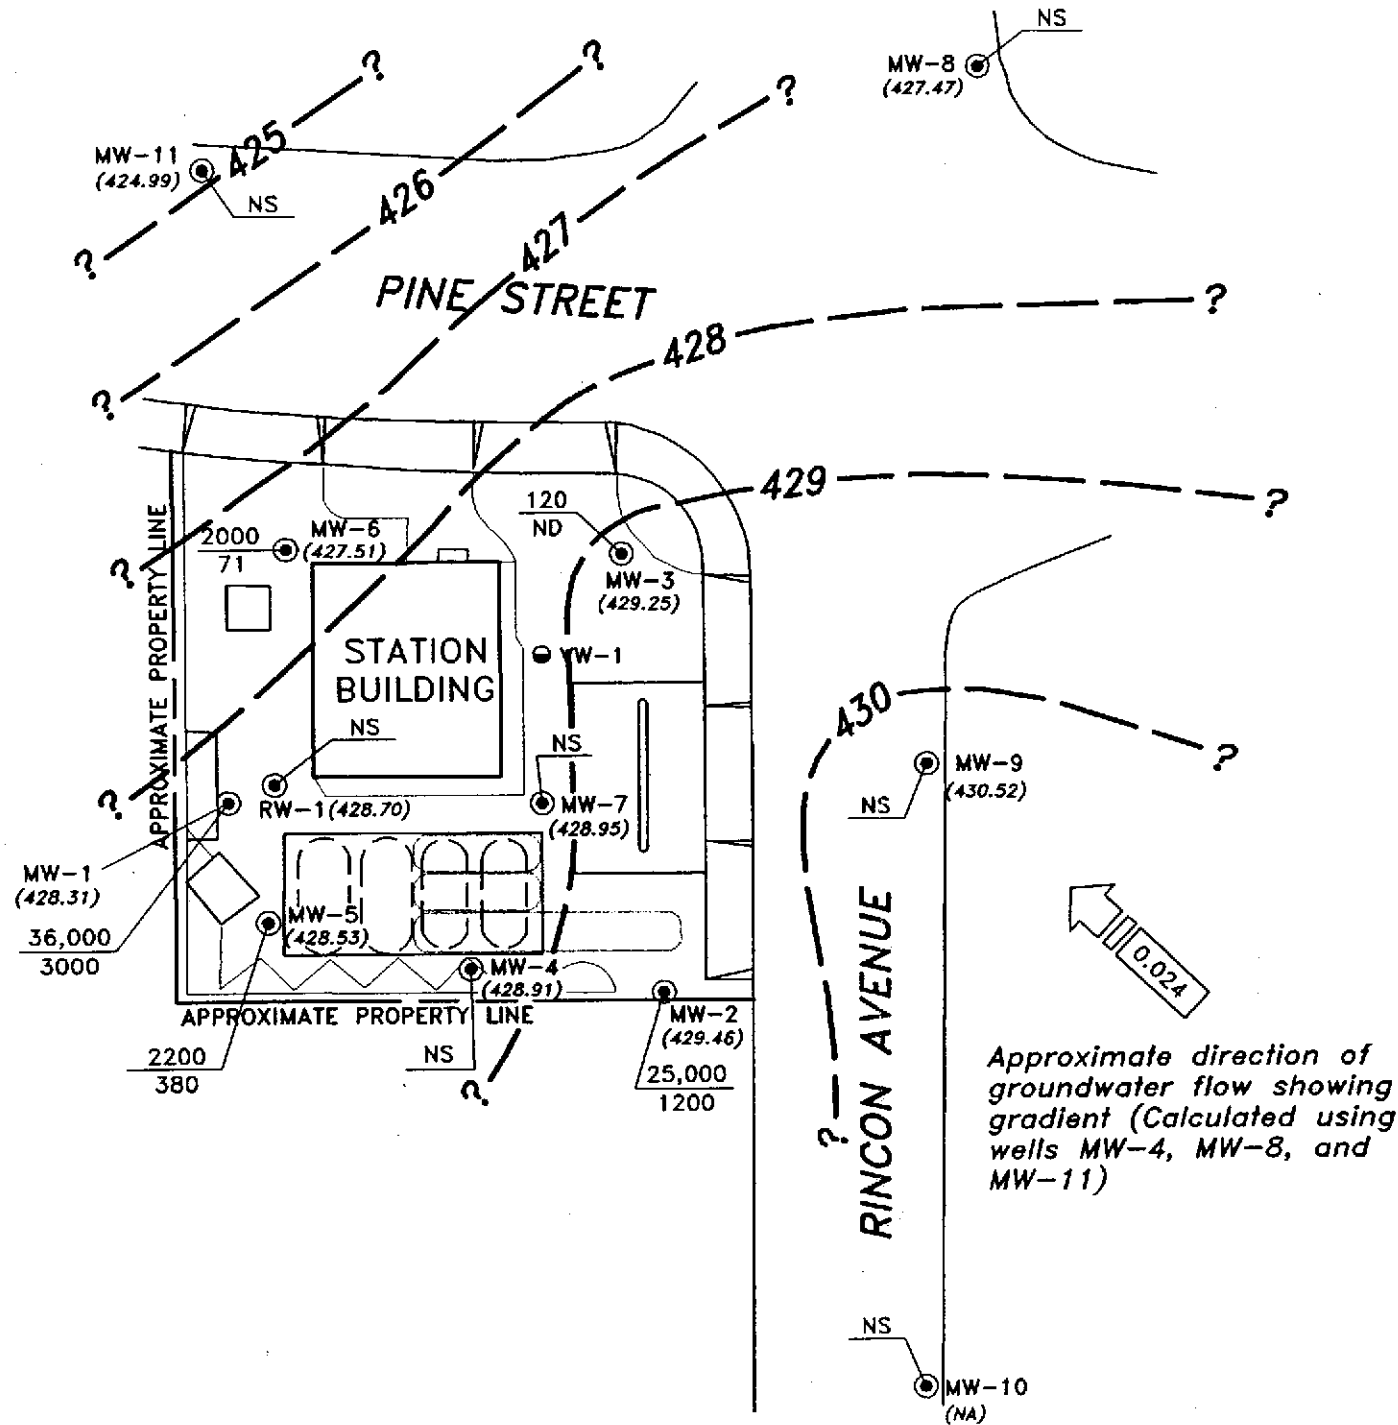 NS
MW-8
(427.47)
?
?
?
425
MW-11
(424.99)
NS
426
427
?
PINE STREET
?
428
?
429
?
120
ND
2000
71
MW-6
(427.51)
MW-3
(429.25)
?
APPROXIMATE PROPERTY LINE
STATION
BUILDING
VW-1
430
?
NS
NS
MW-9
(430.52)
NS
?
RW-1 (428.70)
MW-7
(428.95)
MW-1
(428.31)
36,000
3000
MW-5
(428.53)
MW-4
(428.91)
APPROXIMATE PROPERTY LINE
MW-2
(429.46)
2200
380
NS
25,000
1200
?
?
RINCON AVENUE
0.024
Approximate direction of
groundwater flow showing
gradient (Calculated using
wells MW-4, MW-8, and
MW-11)
NS
MW-10
(NA)